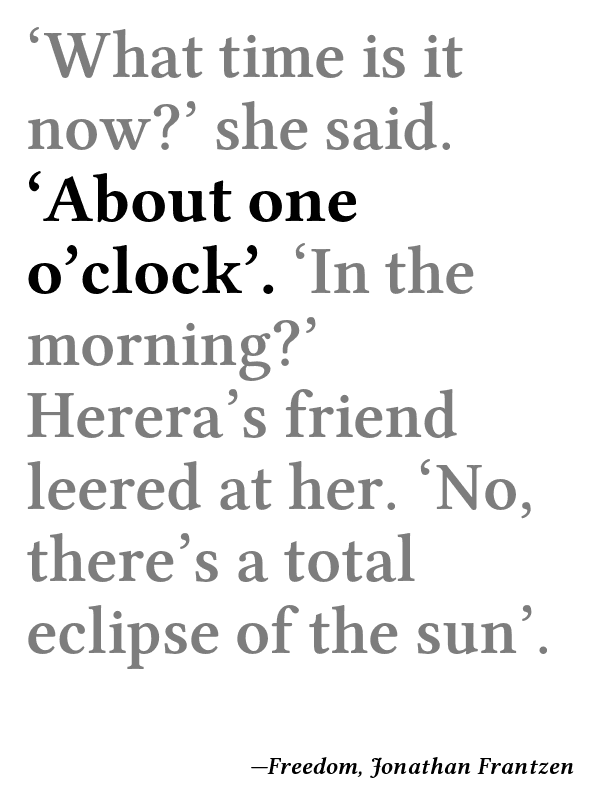 ‘What time is it
now?’ she said.
‘About one
o’clock’. ‘In the
morning?’
Herera’s friend
leered at her. ‘No,
there’s a total
eclipse of the sun’.
—Freedom, Jonathan Frantzen